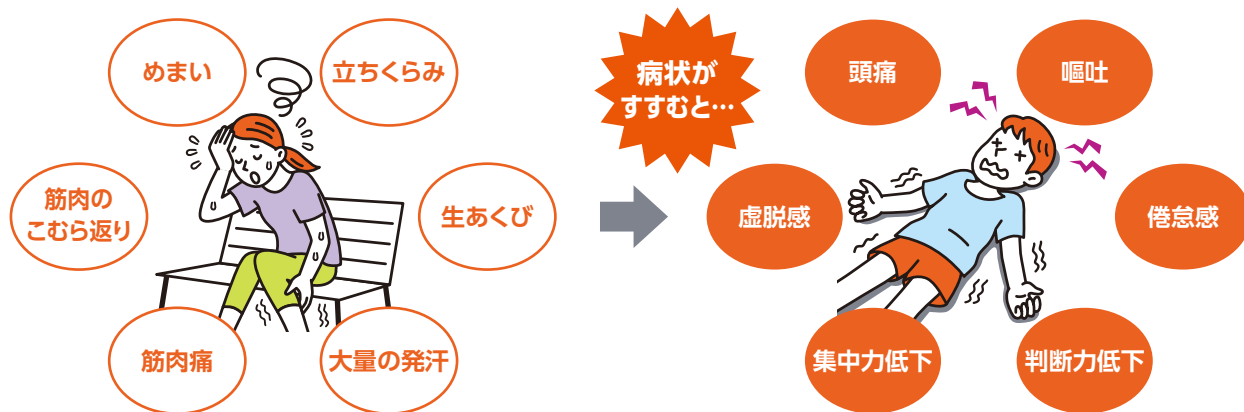 めまい
立ちくらみ
筋肉の
こむら返り
生あくび
筋肉痛
大量の発汗
病状が
すすむと…
頭痛
嘔吐
虚脱感
倦怠感
集中力低下
判断力低下